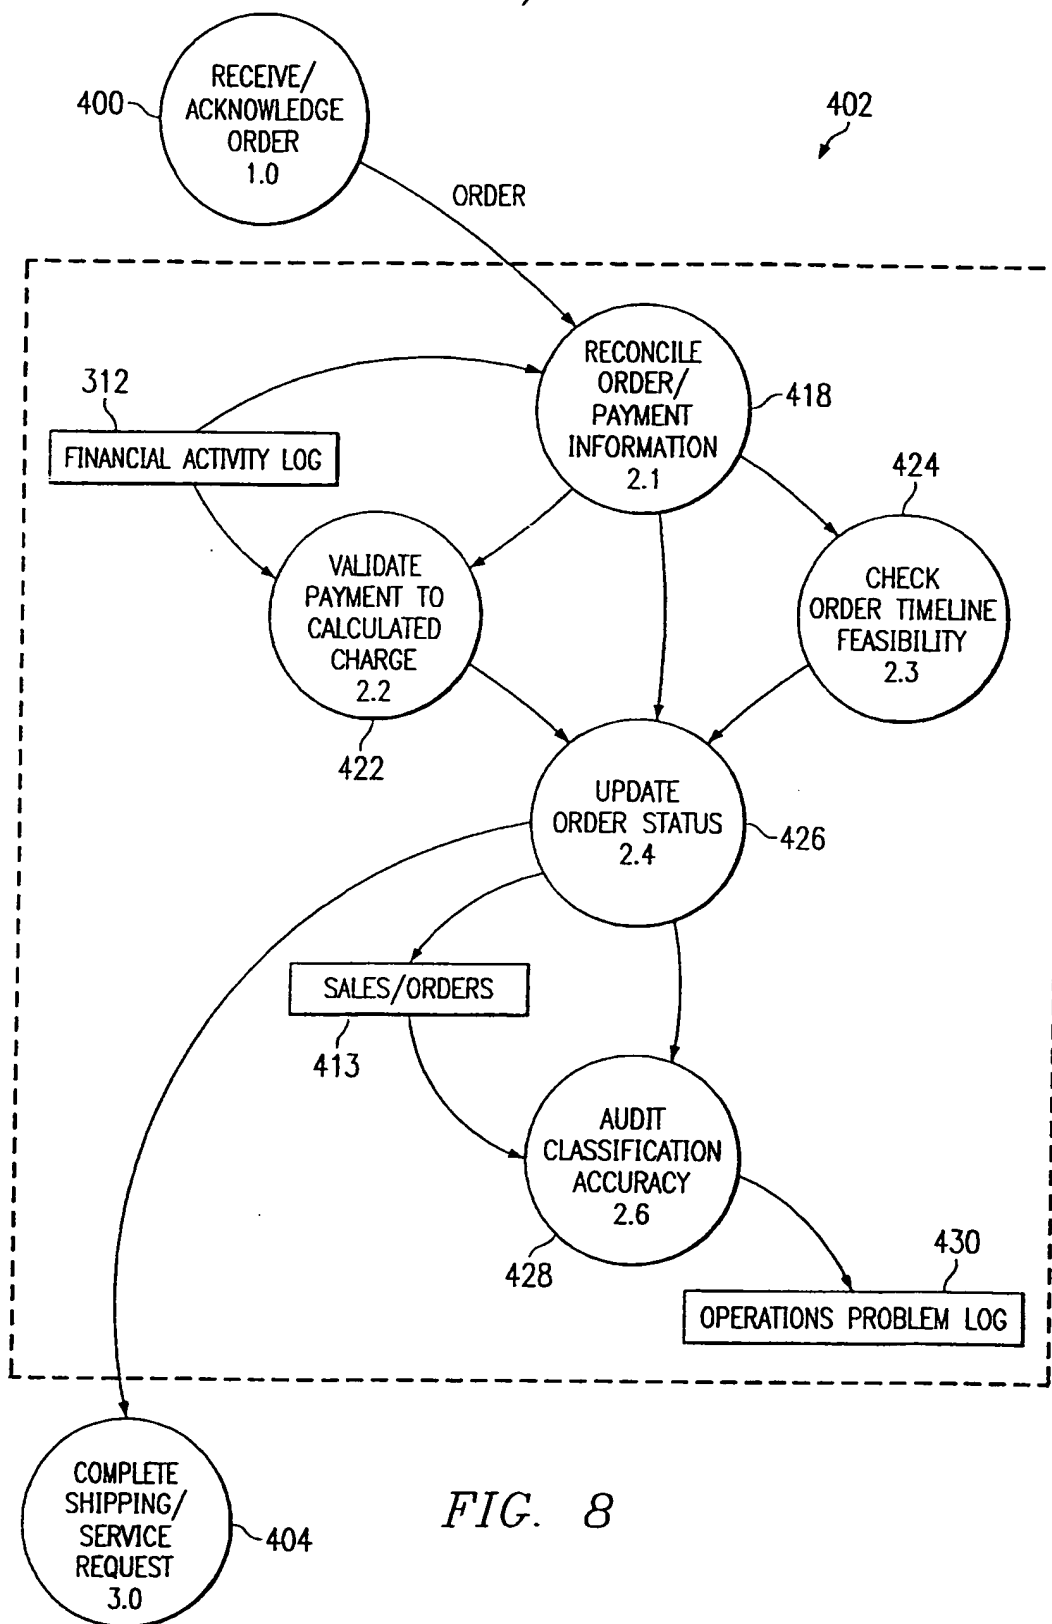 RECEIVE/
ACKNOWLEDGE
ORDER
1.0
400
402
ORDER
RECONCILE
ORDER/
PAYMENT
INFORMATION
2.1
418
312
FINANCIAL ACTIVITY LOG
424
VALIDATE
PAYMENT TO
CALCULATED
CHARGE
2.2
422
CHECK
ORDER TIMELINE
FEASIBILITY
2.3
UPDATE
ORDER STATUS
2.4
426
SALES/ORDERS
413
AUDIT
CLASSIFICATION
ACCURACY
2.6
428
430
OPERATIONS PROBLEM LOG
COMPLETE
SHIPPING/
SERVICE
REQUEST
3.0
404
FIG. 8